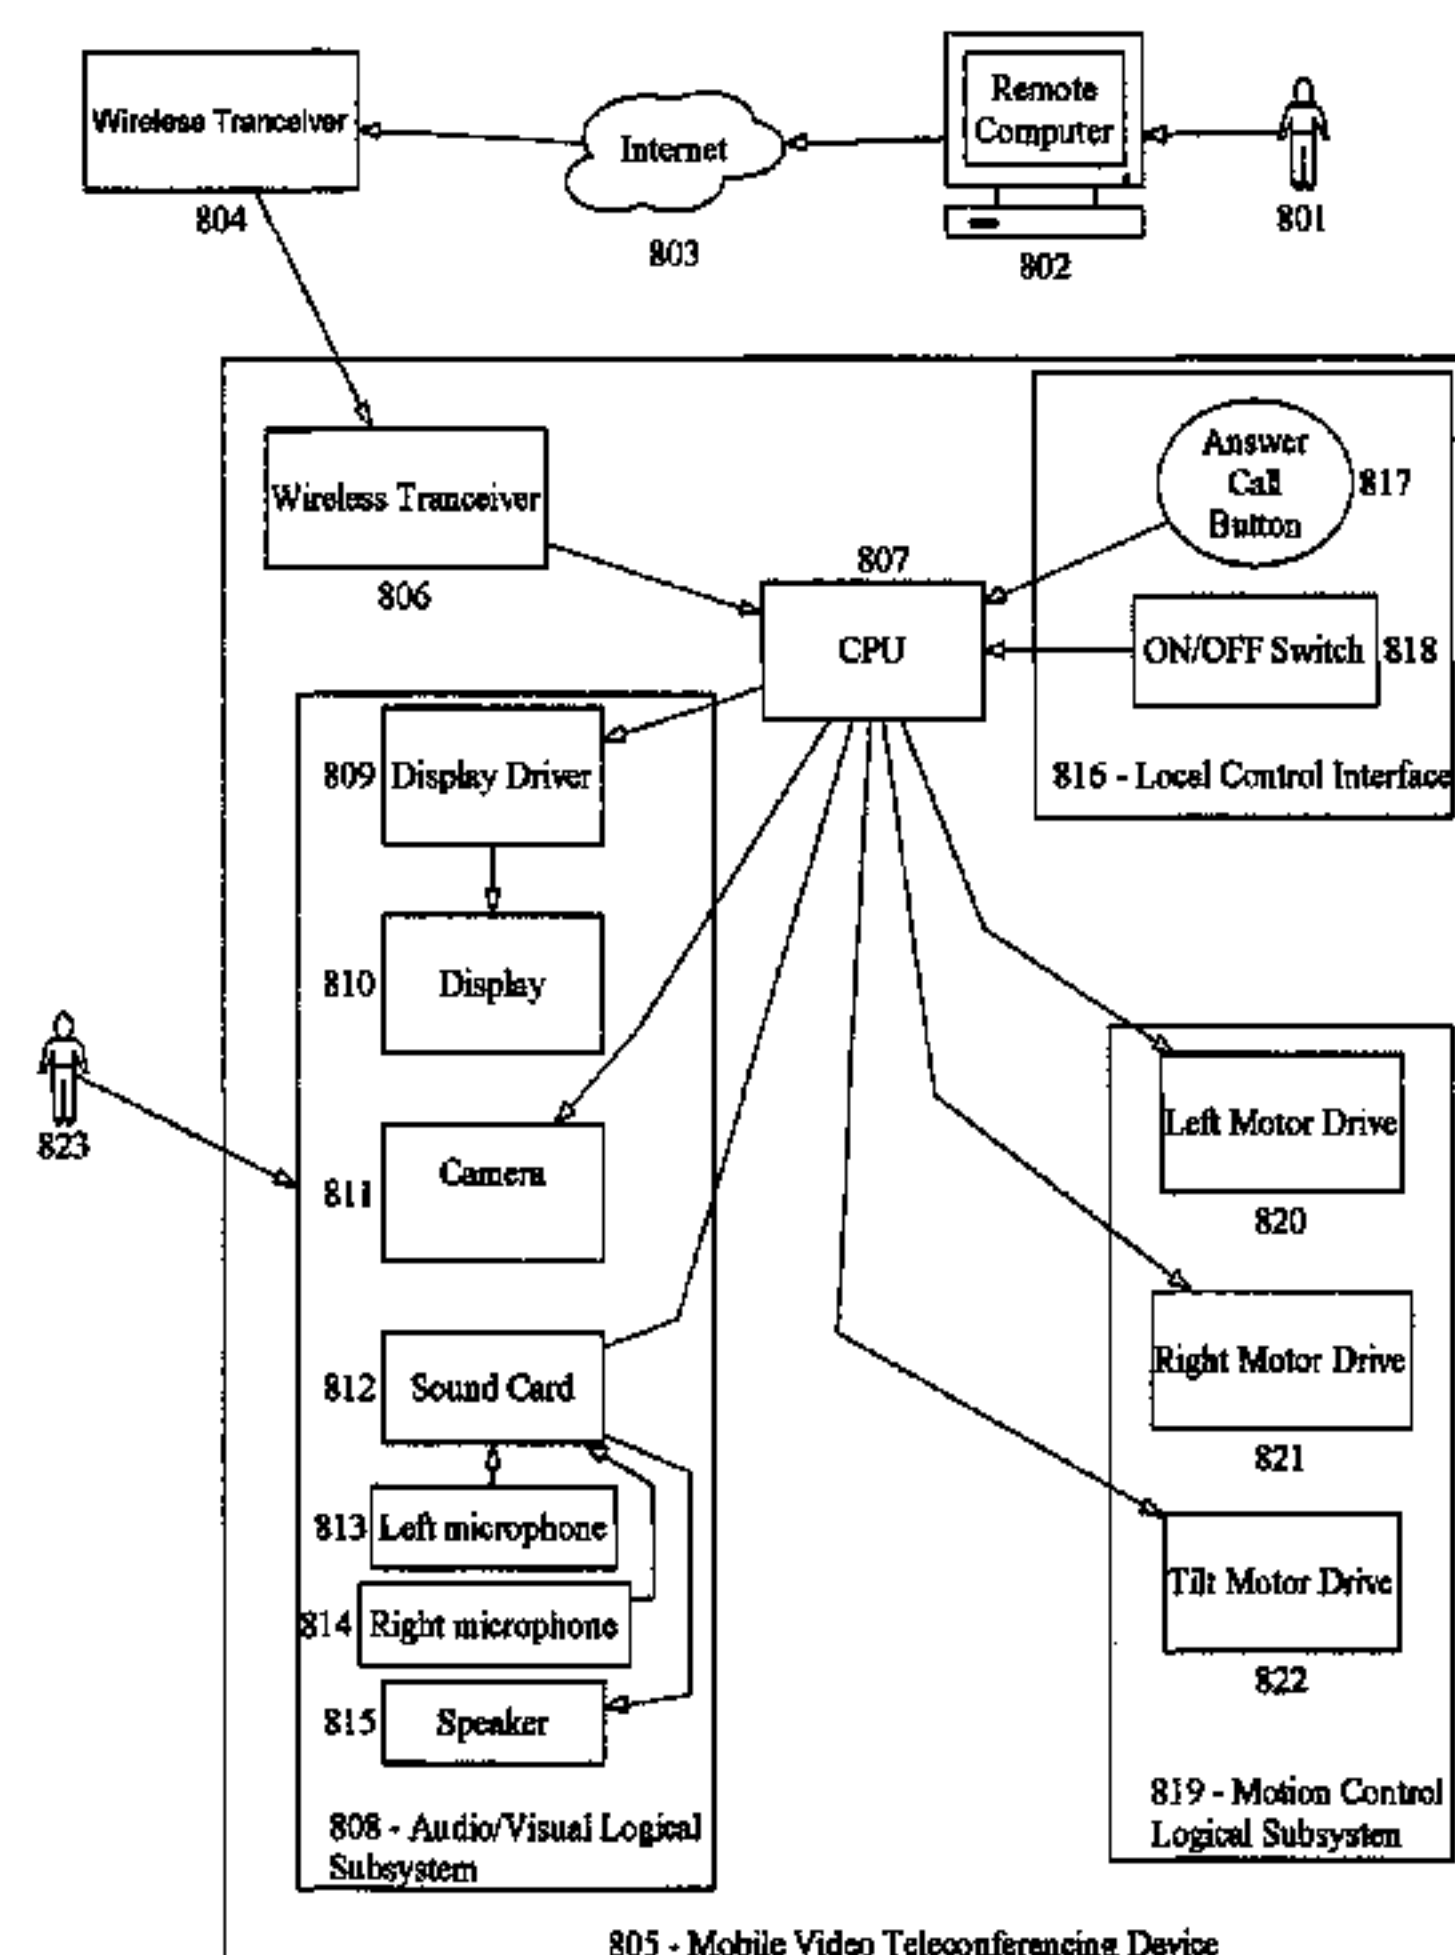 Wireless Tranceiver
804
Internet
803
Remote
Computer
802
801
Wireless Tranceiver
806
Answer
Call
Button
817
807
CPU
ON/OFF Switch
818
816 - Local Control Interface
809
Display Driver
810
Display
823
811
Camera
Left Motor Drive
820
812
Sound Card
Right Motor Drive
821
813
Left microphone
814
Right microphone
Tilt Motor Drive
822
815
Speaker
808 - Audio/Visual Logical
Subsystem
819 - Motion Control
Logical Subsysten
805 - Mobile Video Teleconferencing Device